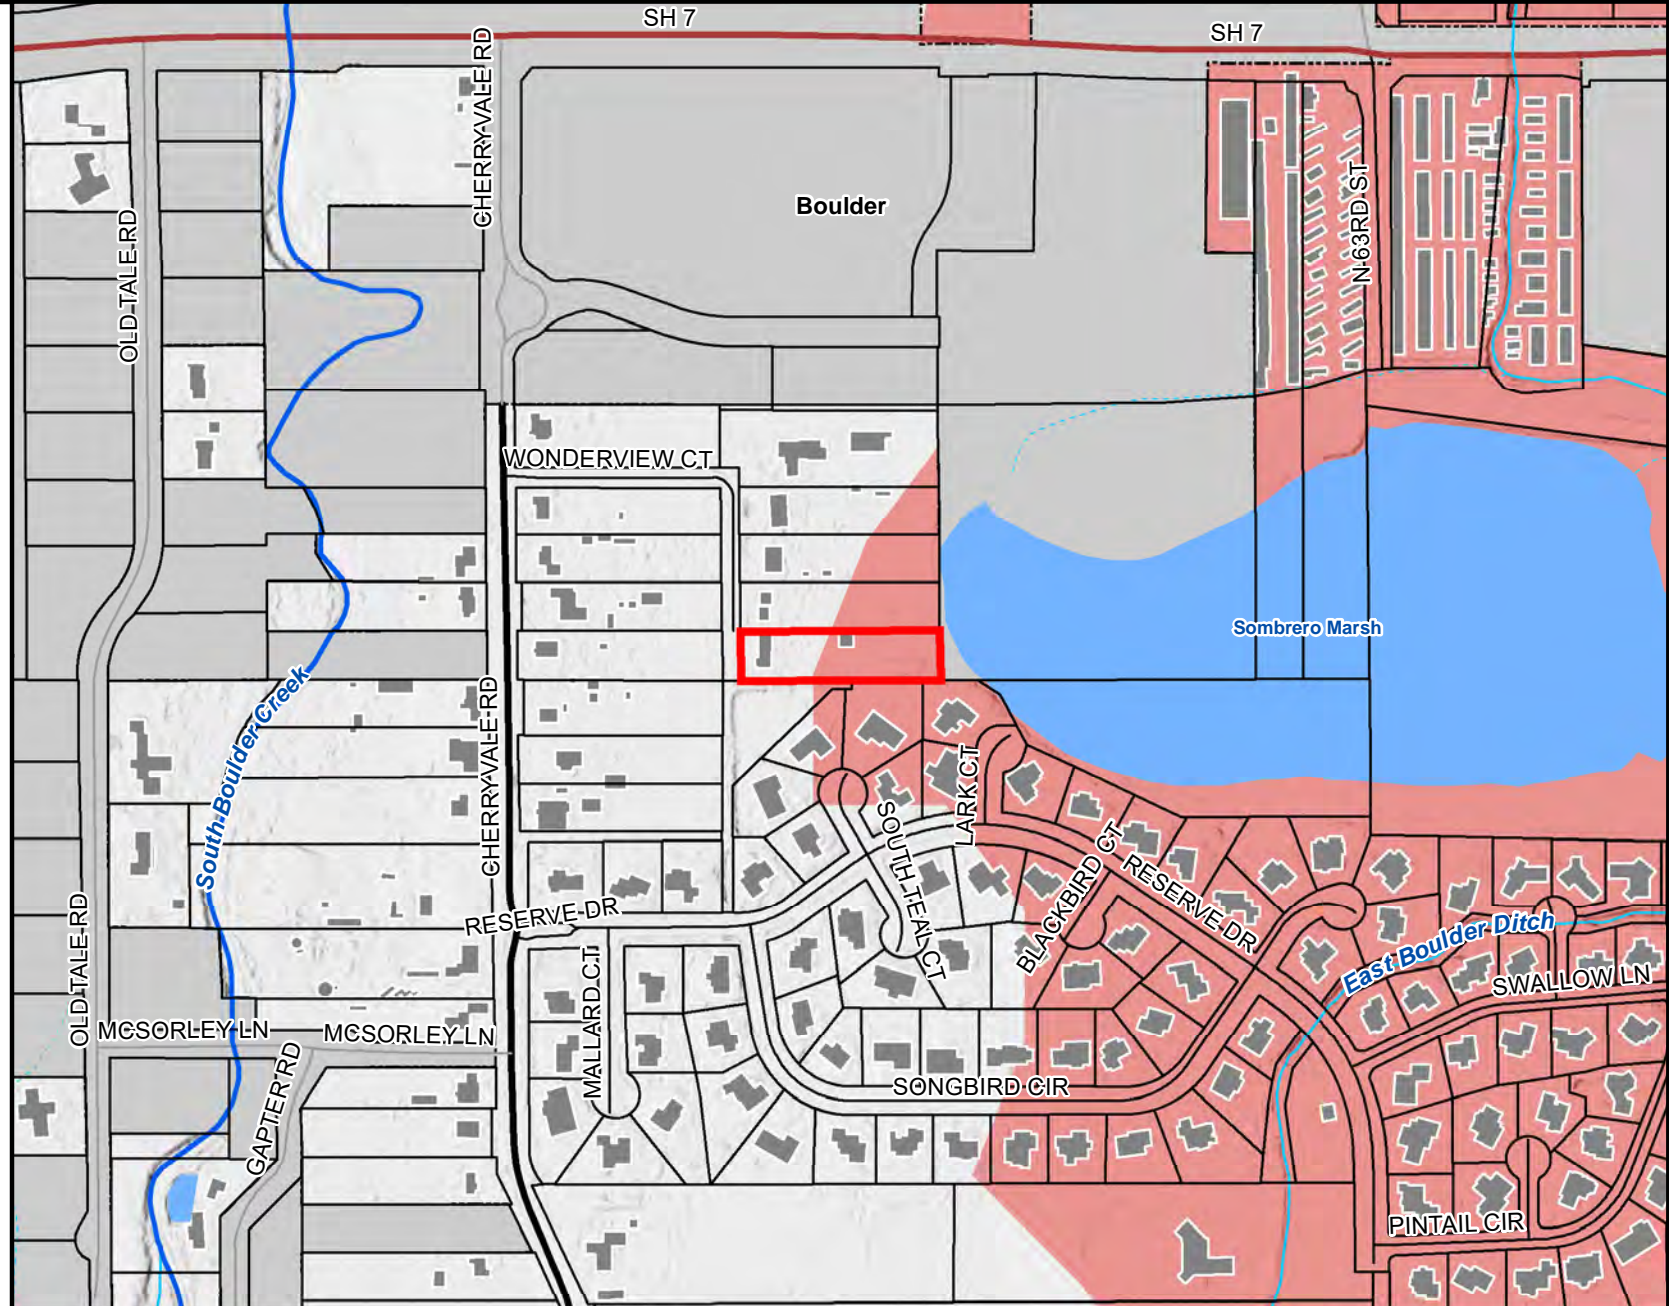 SH 7
SH 7
CHERRYVALE RD
Boulder
OLD TALE RD
N 63RD ST
WONDERVIEW CT
Sombrero Marsh
South Boulder Creek
CHERRYVALE RD
LARK CT
SOUTH TEAL CT
BLACKBIRD CT
RESERVE DR
RESERVE DR
East Boulder Ditch
OLD TALE RD
SWALLOW LN
MCSORLEY LN
MCSORLEY LN
MALLARD CT
GAPTER RD
SONGBIRD CIR
PINTAIL CIR